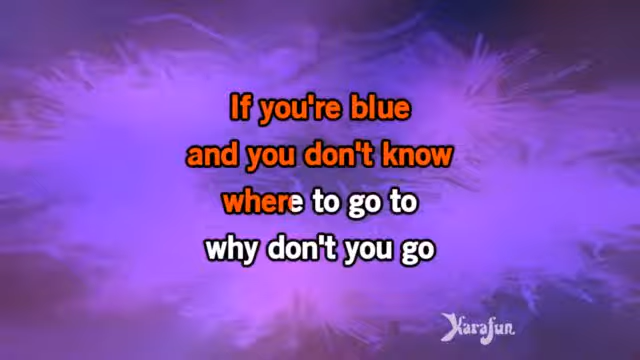 If you're blue
and you don't know
where to go to
why don't you go
Karafun